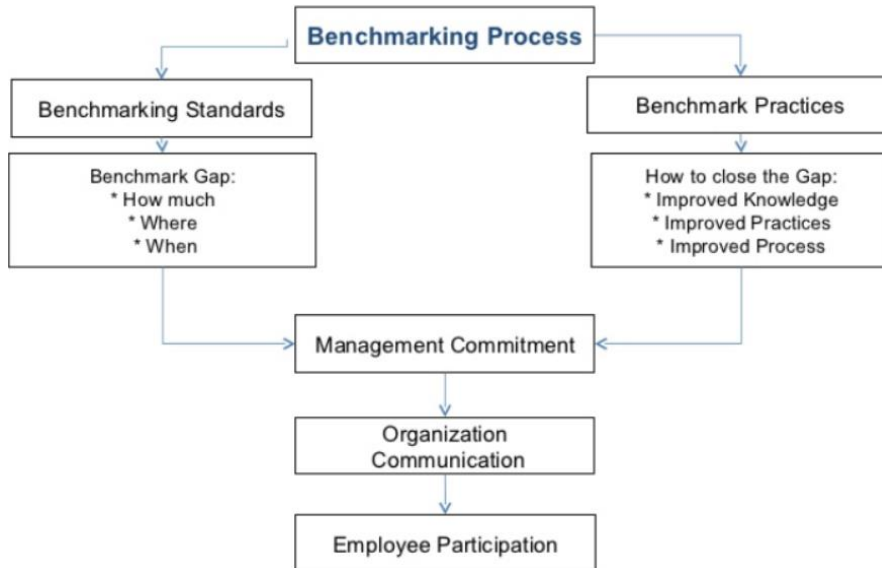 Benchmarking Process
Benchmarking Standards
Benchmark Practices
Benchmark Gap:
* How much
* Where
* When
How to close the Gap:
* Improved Knowledge
* Improved Practices
* Improved Process
Management Commitment
Organization
Communication
Employee Participation